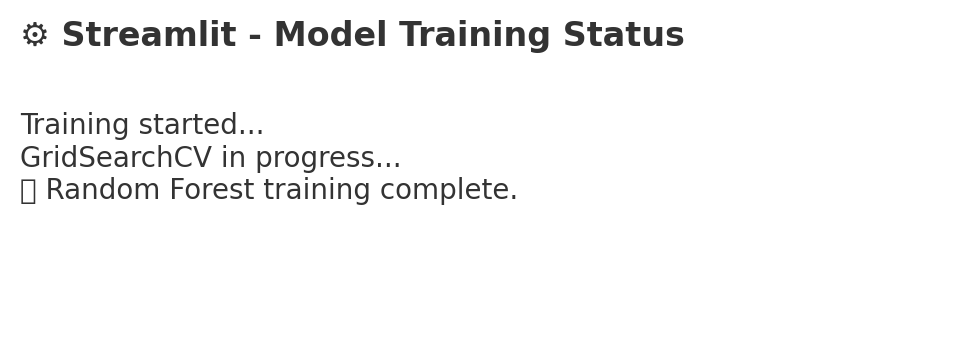 ⚙ Streamlit - Model Training Status
Training started...
GridSearchCV in progress...
Random Forest training complete.